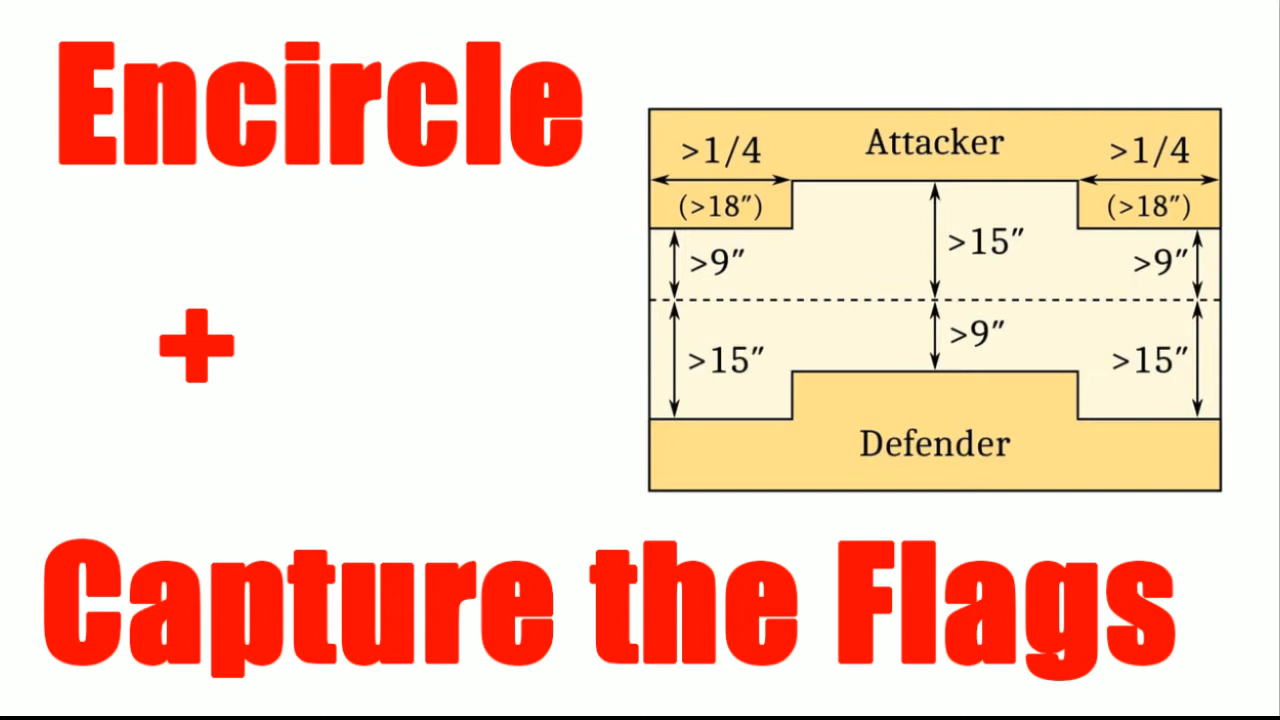 Encircle
+
Capture the Flags
Attacker
>1/4
>1/4
(>18″)
(>18″)
>15″
>9″
>9″
>9″
>15″
>15″
Defender